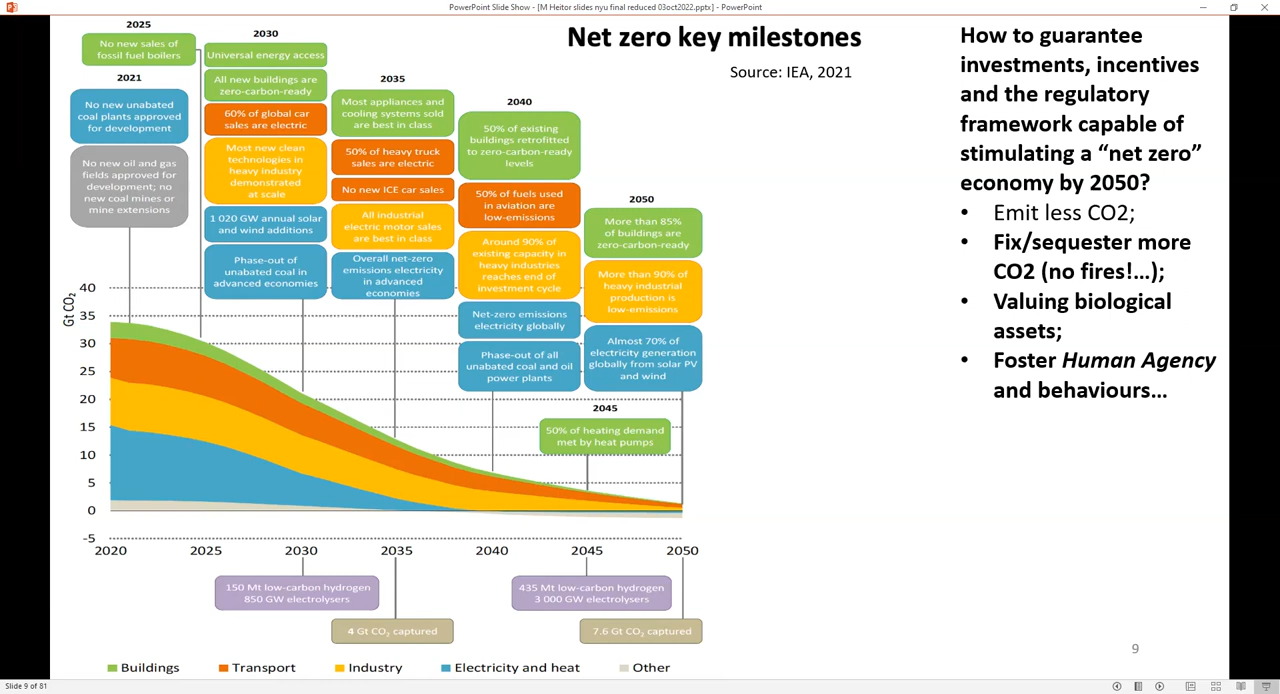 PowerPoint Slide Show - [M Heitor slides nyu final reduced 03oct2022.pptx] - PowerPoint
Net zero key milestones
Source: IEA, 2021
2025
No new sales of
fossil fuel boilers
2021
No new unabated
coal plants approved
for development
No new oil and gas
fields approved for
development; no
new coal mines or
mine extensions
2030
Universal energy access
All new buildings are
zero-carbon-ready
60% of global car
sales are electric
Most new clean
technologies in
heavy industry
demonstrated
at scale
1 020 GW annual solar
and wind additions
Phase-out of
unabated coal in
advanced economies
2035
Most appliances and
cooling systems sold
are best in class
50% of heavy truck
sales are electric
No new ICE car sales
All industrial
electric motor sales
are best in class
Overall net-zero
emissions electricity
in advanced
economies
2040
50% of existing
buildings retrofitted
to zero-carbon-ready
levels
50% of fuels used
in aviation are
low-emissions
Around 90% of
existing capacity in
heavy industries
reaches end of
investment cycle
Net-zero emissions
electricity globally
Phase-out of all
unabated coal and oil
power plants
2045
50% of heating demand
met by heat pumps
2050
More than 85%
of buildings are
zero-carbon-ready
More than 90% of
heavy industrial
production is
low-emissions
Almost 70% of
electricity generation
globally from solar PV
and wind
Gt CO₂
40
35
30
25
20
15
10
5
0
-5
2020 2025 2030 2035 2040 2045 2050
150 Mt low-carbon hydrogen
850 GW electrolysers
435 Mt low-carbon hydrogen
3 000 GW electrolysers
4 Gt CO₂ captured
7.6 Gt CO₂ captured
Buildings Transport Industry Electricity and heat Other
How to guarantee
investments, incentives
and the regulatory
framework capable of
stimulating a “net zero”
economy by 2050?
• Emit less CO2;
• Fix/sequester more
CO2 (no fires!...);
• Valuing biological
assets;
• Foster Human Agency
and behaviours…
9
Slide 9 of 81